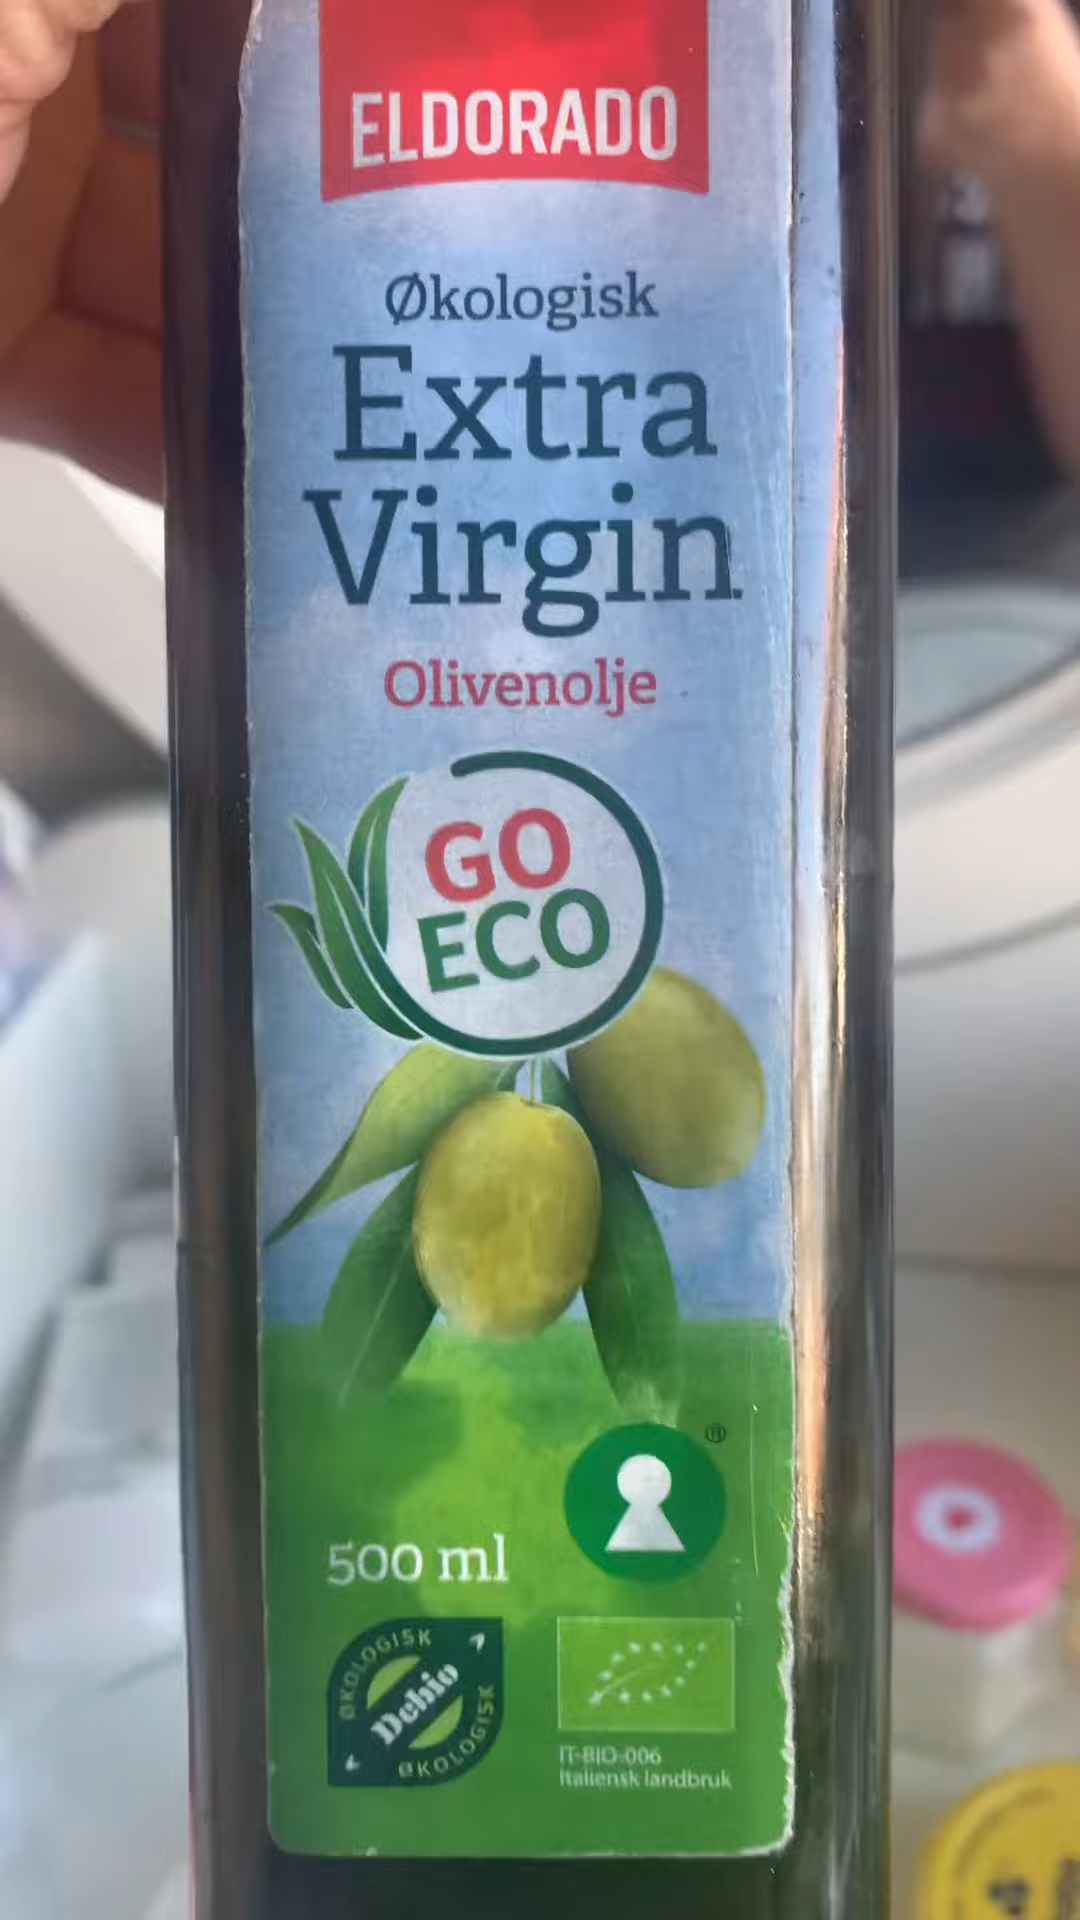 ELDORADO
Økologisk
Extra
Virgin
Olivenolje
GO
ECO
®
500 ml
ØKOLOGISK
Debio
ØKOLOGISK
IT-BIO-006
Italiensk landbruk